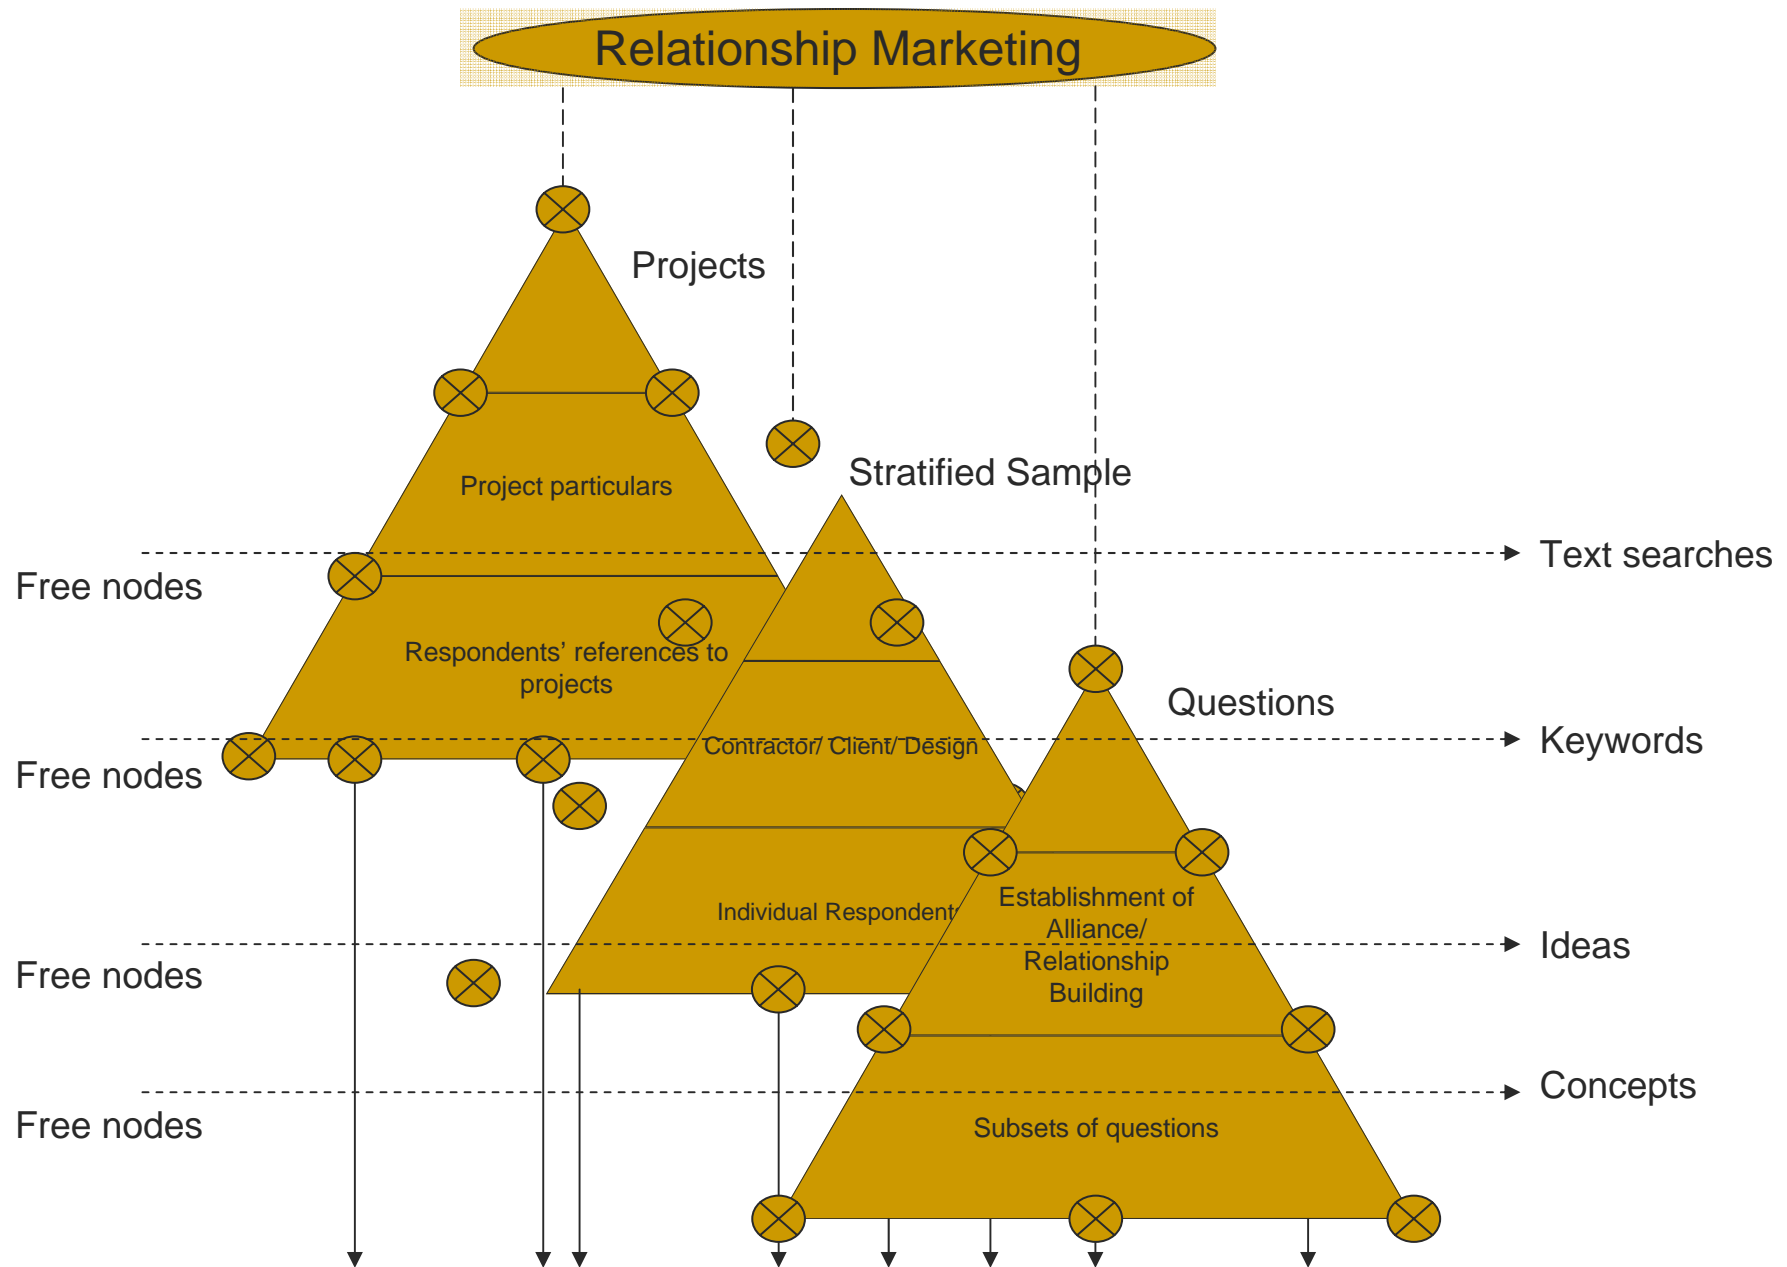 Relationship Marketing
Projects
Stratified Sample
Project particulars
Text searches
Free nodes
Respondents’ references to
projects
Questions
Contractor/ Client/ Design
Keywords
Free nodes
Individual Respondents
Establishment of
Alliance/
Relationship
Building
Ideas
Free nodes
Concepts
Free nodes
Subsets of questions